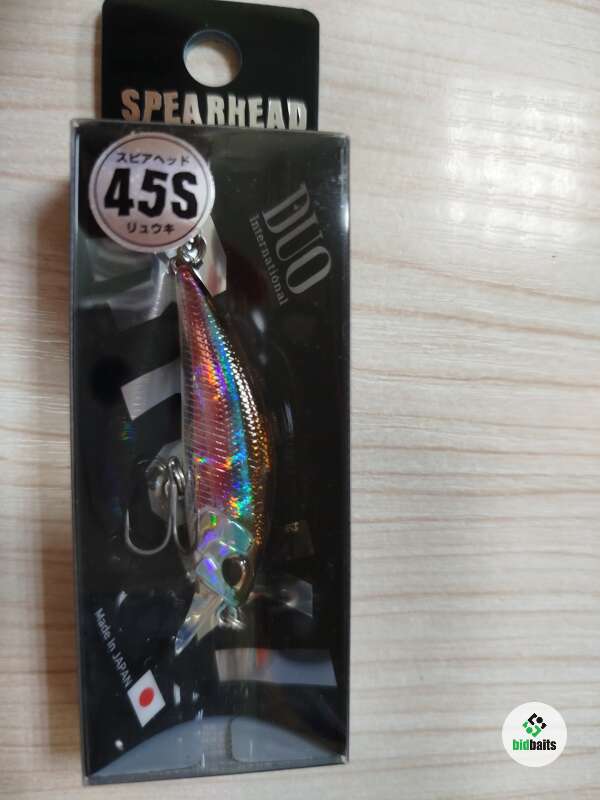 SPEARHEAD
スピアヘッド
45S
リュウキ
DUO
international
Made In JAPAN
bidbaits